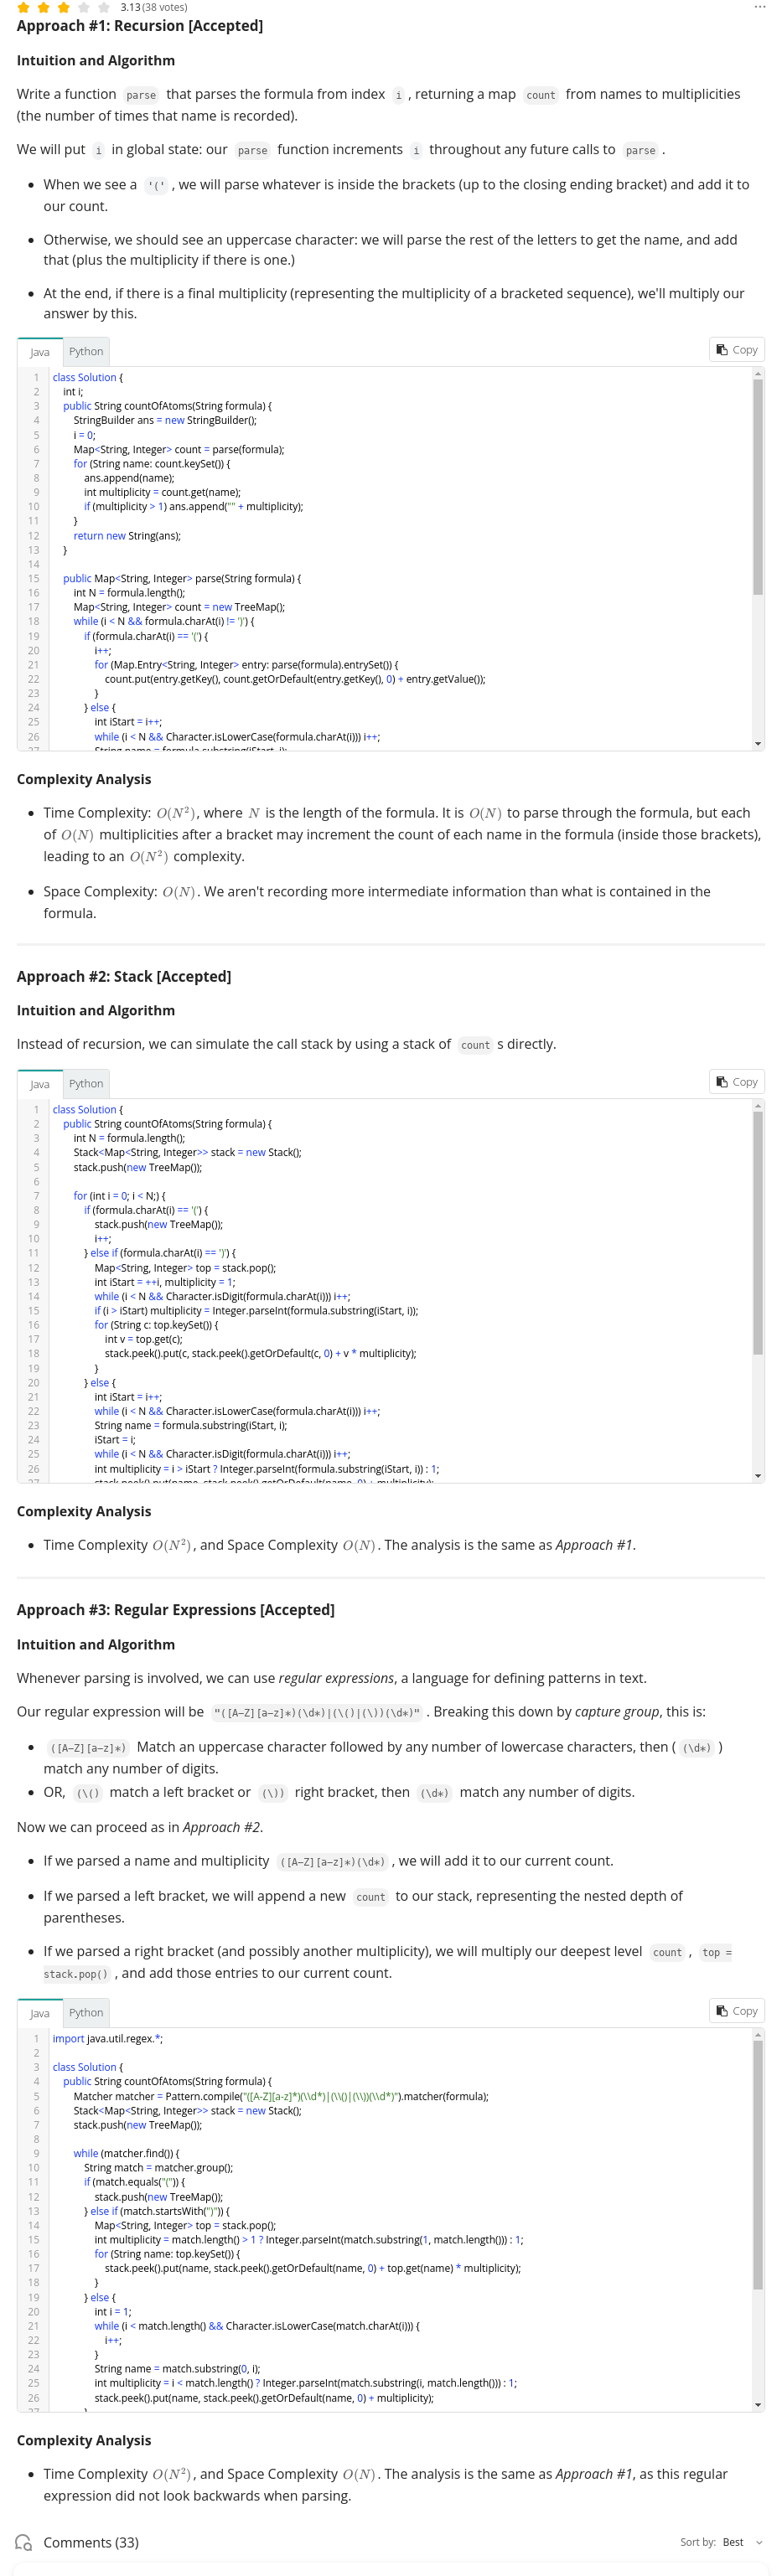 3.13 (38 votes)
...
Approach #1: Recursion [Accepted]
Intuition and Algorithm
Write a function parse that parses the formula from index i , returning a map count from names to multiplicities
(the number of times that name is recorded).
We will put i in global state: our parse function increments i throughout any future calls to parse .
• When we see a '(' , we will parse whatever is inside the brackets (up to the closing ending bracket) and add it to
our count.
• Otherwise, we should see an uppercase character: we will parse the rest of the letters to get the name, and add
that (plus the multiplicity if there is one.)
• At the end, if there is a final multiplicity (representing the multiplicity of a bracketed sequence), we'll multiply our
answer by this.
Java Python Copy
1 class Solution {
2 int i;
3 public String countOfAtoms(String formula) {
4 StringBuilder ans = new StringBuilder();
5 i = 0;
6 Map<String, Integer> count = parse(formula);
7 for (String name: count.keySet()) {
8 ans.append(name);
9 int multiplicity = count.get(name);
10 if (multiplicity > 1) ans.append("" + multiplicity);
11 }
12 return new String(ans);
13 }
14
15 public Map<String, Integer> parse(String formula) {
16 int N = formula.length();
17 Map<String, Integer> count = new TreeMap();
18 while (i < N && formula.charAt(i) != ')') {
19 if (formula.charAt(i) == '(') {
20 i++;
21 for (Map.Entry<String, Integer> entry: parse(formula).entrySet()) {
22 count.put(entry.getKey(), count.getOrDefault(entry.getKey(), 0) + entry.getValue());
23 }
24 } else {
25 int iStart = i++;
26 while (i < N && Character.isLowerCase(formula.charAt(i))) i++;
27 String name = formula.substring(iStart, i);
Complexity Analysis
• Time Complexity: O(N²), where N is the length of the formula. It is O(N) to parse through the formula, but each
of O(N) multiplicities after a bracket may increment the count of each name in the formula (inside those brackets),
leading to an O(N²) complexity.
• Space Complexity: O(N). We aren't recording more intermediate information than what is contained in the
formula.
Approach #2: Stack [Accepted]
Intuition and Algorithm
Instead of recursion, we can simulate the call stack by using a stack of count s directly.
Java Python Copy
1 class Solution {
2 public String countOfAtoms(String formula) {
3 int N = formula.length();
4 Stack<Map<String, Integer>> stack = new Stack();
5 stack.push(new TreeMap());
6
7 for (int i = 0; i < N;) {
8 if (formula.charAt(i) == '(') {
9 stack.push(new TreeMap());
10 i++;
11 } else if (formula.charAt(i) == ')') {
12 Map<String, Integer> top = stack.pop();
13 int iStart = ++i, multiplicity = 1;
14 while (i < N && Character.isDigit(formula.charAt(i))) i++;
15 if (i > iStart) multiplicity = Integer.parseInt(formula.substring(iStart, i));
16 for (String c: top.keySet()) {
17 int v = top.get(c);
18 stack.peek().put(c, stack.peek().getOrDefault(c, 0) + v * multiplicity);
19 }
20 } else {
21 int iStart = i++;
22 while (i < N && Character.isLowerCase(formula.charAt(i))) i++;
23 String name = formula.substring(iStart, i);
24 iStart = i;
25 while (i < N && Character.isDigit(formula.charAt(i))) i++;
26 int multiplicity = i > iStart ? Integer.parseInt(formula.substring(iStart, i)) : 1;
27 stack.peek().put(name, stack.peek().getOrDefault(name, 0) + multiplicity);
Complexity Analysis
• Time Complexity O(N²), and Space Complexity O(N). The analysis is the same as Approach #1.
Approach #3: Regular Expressions [Accepted]
Intuition and Algorithm
Whenever parsing is involved, we can use regular expressions, a language for defining patterns in text.
Our regular expression will be "([A-Z][a-z]*)(\d*)|(\()|(\))(\d*)" . Breaking this down by capture group, this is:
• ([A-Z][a-z]*) Match an uppercase character followed by any number of lowercase characters, then ( (\d*) )
match any number of digits.
• OR, (\() match a left bracket or (\)) right bracket, then (\d*) match any number of digits.
Now we can proceed as in Approach #2.
• If we parsed a name and multiplicity ([A-Z][a-z]*)(\d*) , we will add it to our current count.
• If we parsed a left bracket, we will append a new count to our stack, representing the nested depth of
parentheses.
• If we parsed a right bracket (and possibly another multiplicity), we will multiply our deepest level count , top =
stack.pop() , and add those entries to our current count.
Java Python Copy
1 import java.util.regex.*;
2
3 class Solution {
4 public String countOfAtoms(String formula) {
5 Matcher matcher = Pattern.compile("([A-Z][a-z]*)(\\d*)|(\\()|(\\))(\\d*)").matcher(formula);
6 Stack<Map<String, Integer>> stack = new Stack();
7 stack.push(new TreeMap());
8
9 while (matcher.find()) {
10 String match = matcher.group();
11 if (match.equals("(")) {
12 stack.push(new TreeMap());
13 } else if (match.startsWith(")")) {
14 Map<String, Integer> top = stack.pop();
15 int multiplicity = match.length() > 1 ? Integer.parseInt(match.substring(1, match.length())) : 1;
16 for (String name: top.keySet()) {
17 stack.peek().put(name, stack.peek().getOrDefault(name, 0) + top.get(name) * multiplicity);
18 }
19 } else {
20 int i = 1;
21 while (i < match.length() && Character.isLowerCase(match.charAt(i))) {
22 i++;
23 }
24 String name = match.substring(0, i);
25 int multiplicity = i < match.length() ? Integer.parseInt(match.substring(i, match.length())) : 1;
26 stack.peek().put(name, stack.peek().getOrDefault(name, 0) + multiplicity);
27 }
Complexity Analysis
• Time Complexity O(N²), and Space Complexity O(N). The analysis is the same as Approach #1, as this regular
expression did not look backwards when parsing.
Comments (33) Sort by: Best